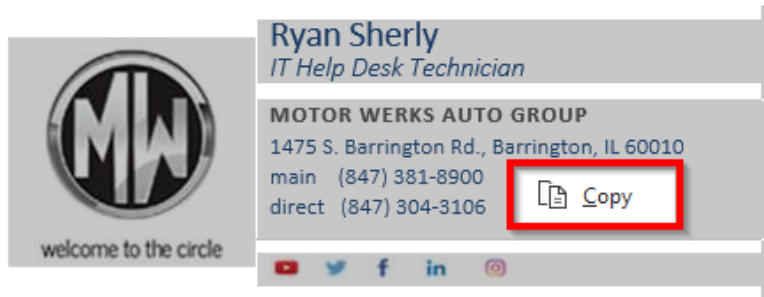 MW
welcome to the circle
Ryan Sherly
IT Help Desk Technician
MOTOR WERKS AUTO GROUP
1475 S. Barrington Rd., Barrington, IL 60010
main (847) 381-8900
direct (847) 304-3106
Copy